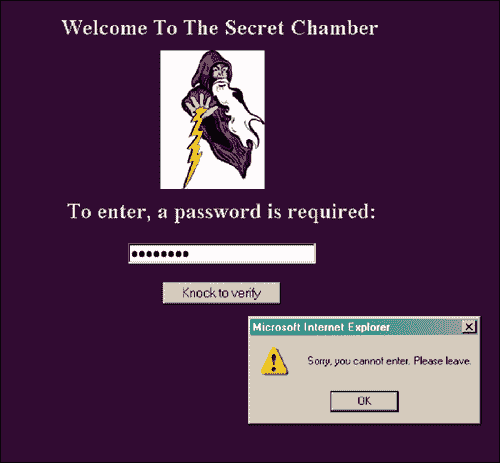 Welcome To The Secret Chamber
To enter, a password is required:
••••••••
Knock to verify
Microsoft Internet Explorer
Sorry, you cannot enter. Please leave.
OK